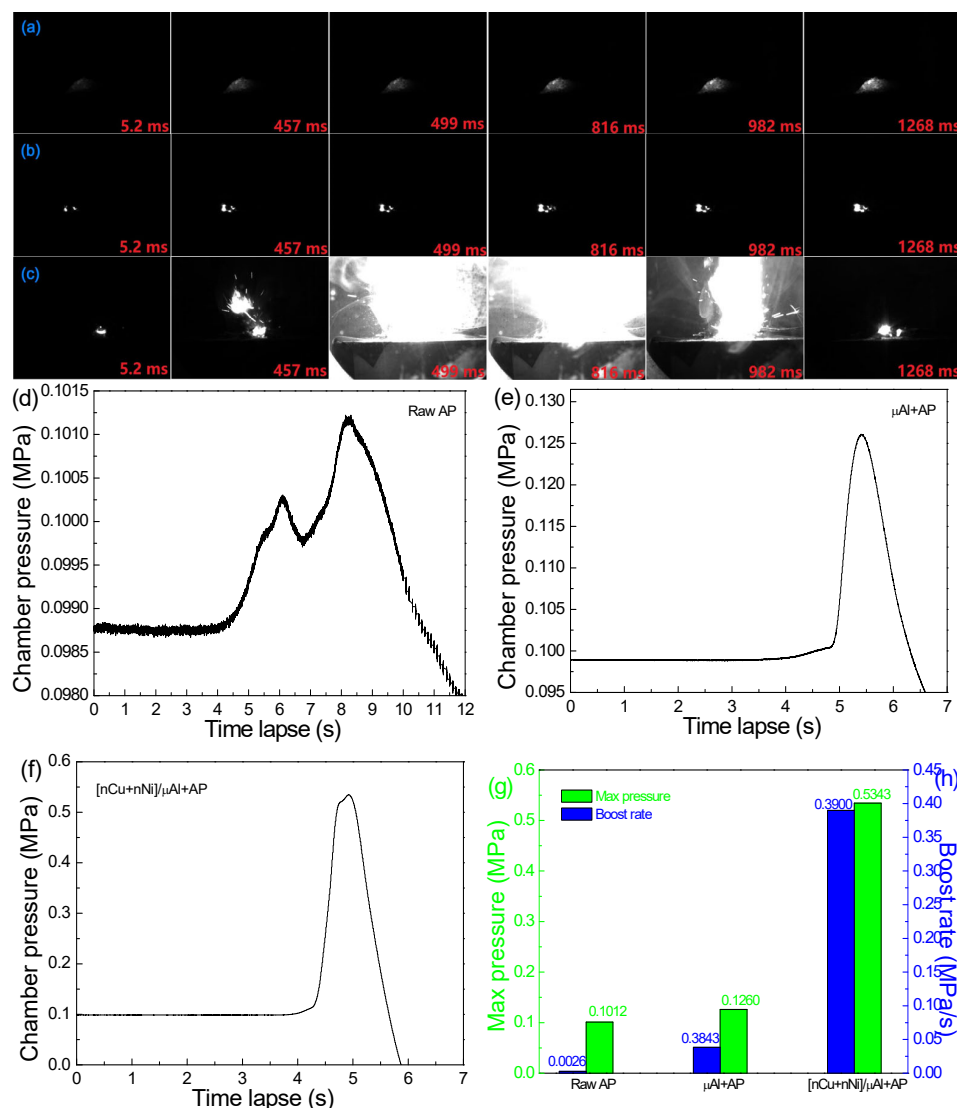 (a)
5.2 ms
457 ms
499 ms
816 ms
982 ms
1268 ms
(b)
5.2 ms
457 ms
499 ms
816 ms
982 ms
1268 ms
(c)
5.2 ms
457 ms
499 ms
816 ms
982 ms
1268 ms
(d)
Raw AP
Chamber pressure (MPa)
0.1015
0.1010
0.1005
0.1000
0.0995
0.0990
0.0985
0.0980
0 1 2 3 4 5 6 7 8 9 10 11 12
Time lapse (s)
(e)
μAl+AP
Chamber pressure (MPa)
0.130
0.125
0.120
0.115
0.110
0.105
0.100
0.095
0 1 2 3 4 5 6 7
Time lapse (s)
(f)
[nCu+nNi]/μAl+AP
Chamber pressure (MPa)
0.6
0.5
0.4
0.3
0.2
0.1
0.0
0 1 2 3 4 5 6 7
Time lapse (s)
(g)
(h)
Max pressure
Boost rate
Max pressure (MPa)
0.6
0.5
0.4
0.3
0.2
0.1
0.0
0.0026
0.1012
0.3843
0.1260
0.3900
0.5343
Raw AP
μAl+AP
[nCu+nNi]/μAl+AP
0.45
0.40
0.35
0.30
0.25
0.20
0.15
0.10
0.05
0.00
Boost rate (MPa/s)